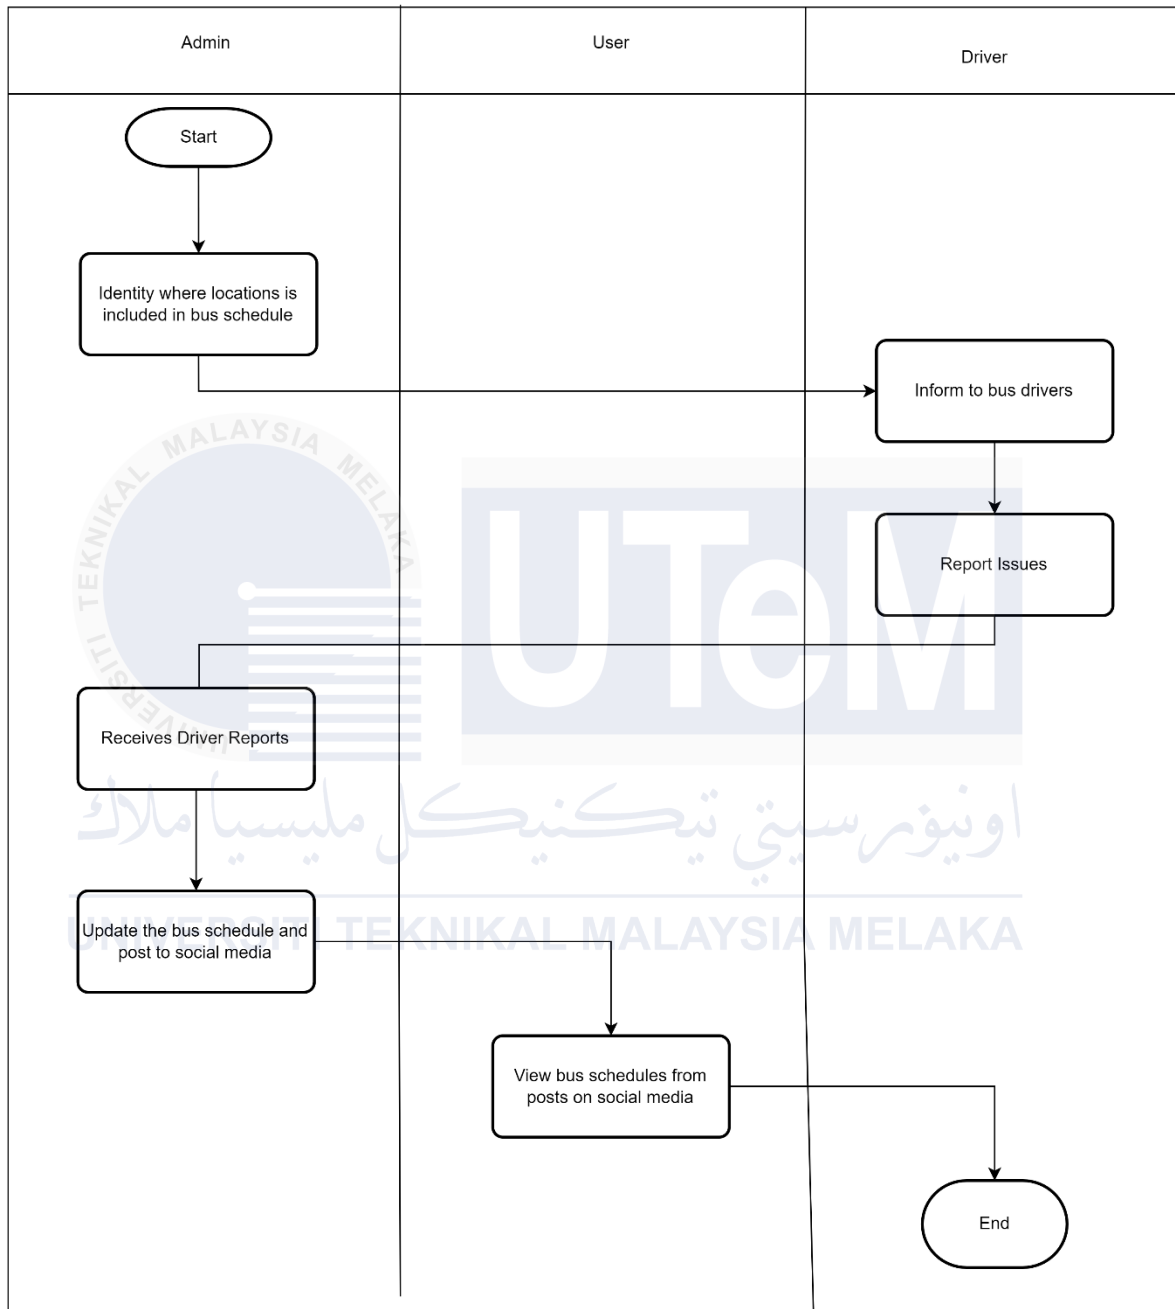 Admin
User
Driver
Start
Identity where locations is
included in bus schedule
Inform to bus drivers
Report Issues
Receives Driver Reports
Update the bus schedule and
post to social media
View bus schedules from
posts on social media
End
UNIVERSITI TEKNIKAL MALAYSIA MELAKA
UTeM
اونيۏرسيتي تيكنيكل مليسيا ملاك
UNIVERSITI TEKNIKAL MALAYSIA MELAKA